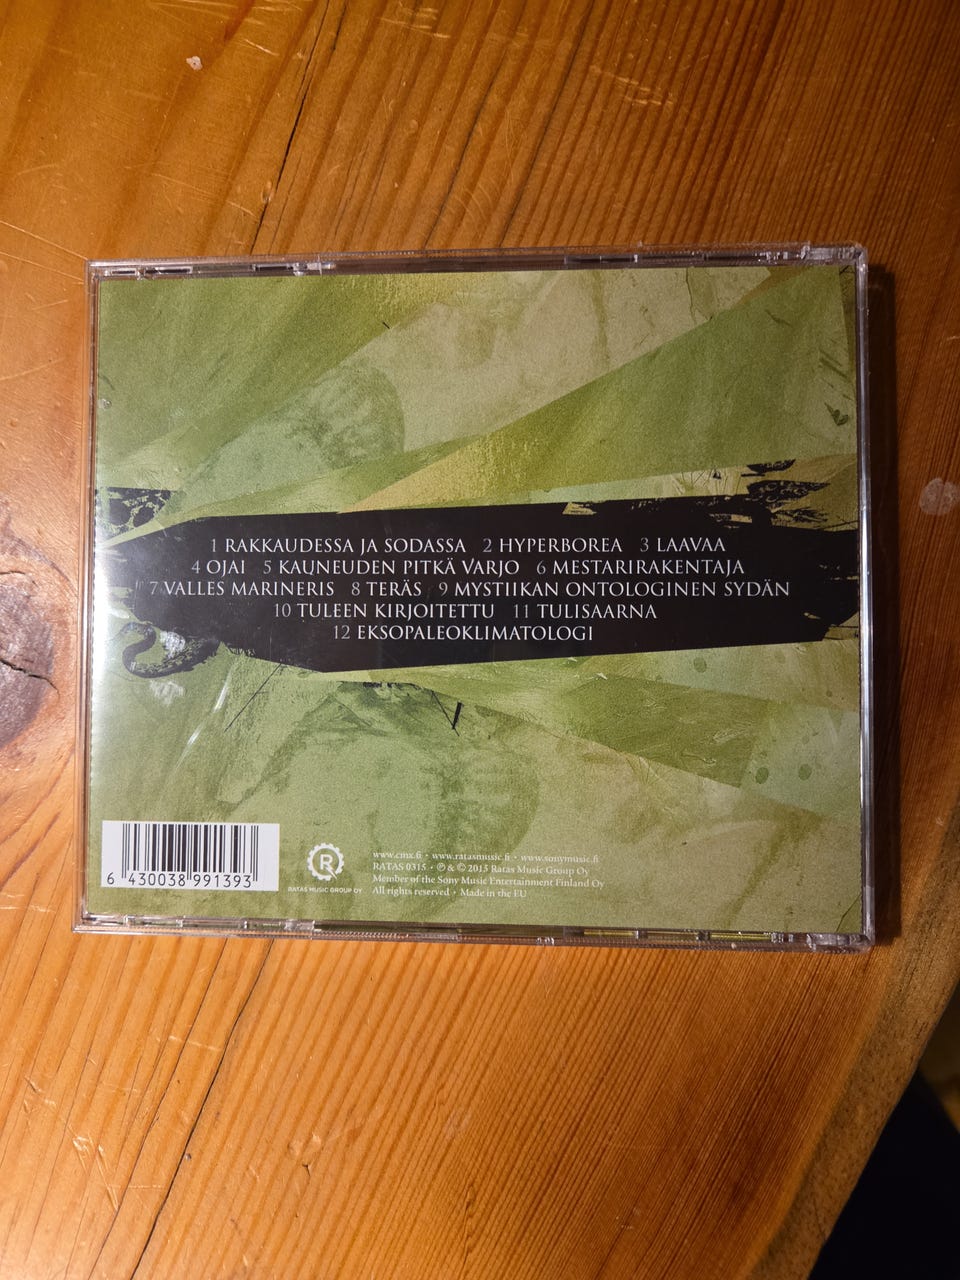 1 RAKKAUDESSA JA SODASSA 2 HYPERBOREA 3 LAAVAA
4 OJAI 5 KAUNEUDEN PITKÄ VARJO 6 MESTARIRAKENTAJA
7 VALLES MARINERIS 8 TERÄS 9 MYSTIIKAN ONTOLOGINEN SYDÄN
10 TULEEN KIRJOITETTU 11 TULISAARNA
12 EKSOPALEOKLIMATOLOGI
6 430038 991393
R
RATAS MUSIC GROUP OY
www.cmx.fi • www.ratasmusic.fi • www.sonymusic.fi
RATAS 0315 • ℗ & © 2015 Ratas Music Group Oy
Member of the Sony Music Entertainment Finland Oy
All rights reserved • Made in the EU